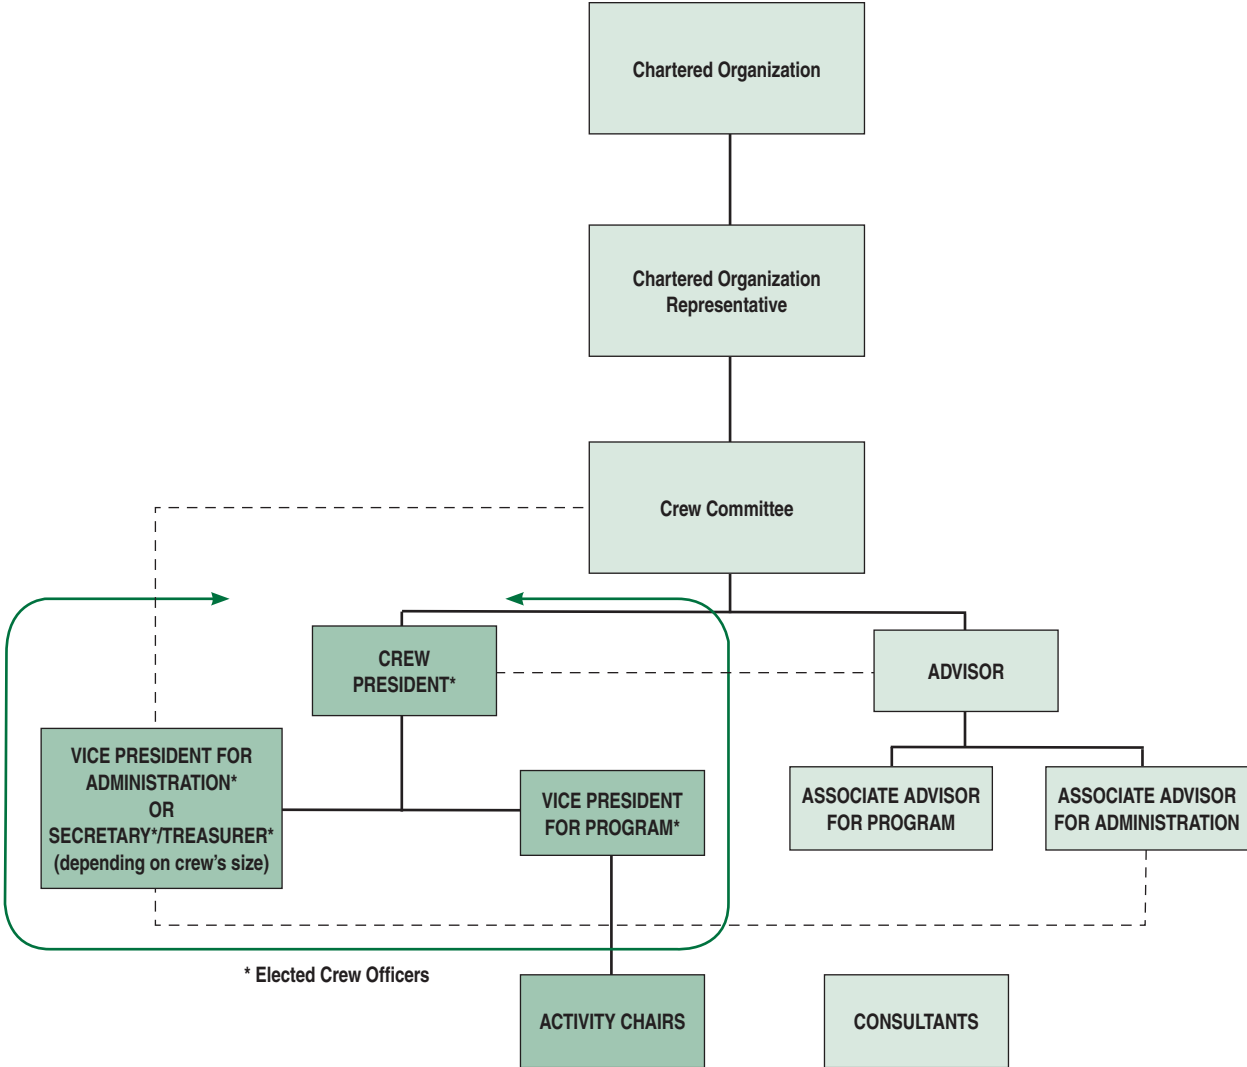 Chartered Organization
Chartered Organization
Representative
Crew Committee
CREW
PRESIDENT*
ADVISOR
VICE PRESIDENT FOR
ADMINISTRATION*
OR
SECRETARY*/TREASURER*
(depending on crew’s size)
VICE PRESIDENT
FOR PROGRAM*
ASSOCIATE ADVISOR
FOR PROGRAM
ASSOCIATE ADVISOR
FOR ADMINISTRATION
* Elected Crew Officers
ACTIVITY CHAIRS
CONSULTANTS